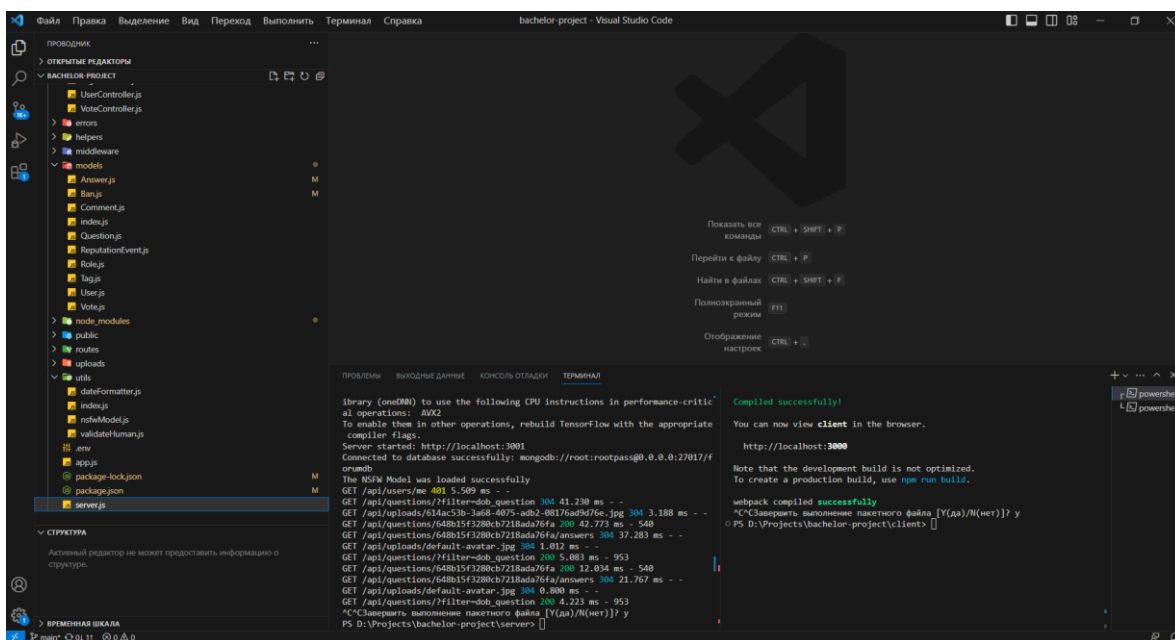 Файл Правка Выделение Вид Переход Выполнить Терминал Справка
bachelor-project - Visual Studio Code
ПРОВОДНИК
ОТКРЫТЫЕ РЕДАКТОРЫ
BACHELOR-PROJECT
UserController.js
VoteController.js
errors
helpers
middleware
models
Answer.js M
Ban.js M
Comment.js
index.js
Question.js
ReputationEvent.js
Role.js
Tag.js
User.js
Vote.js
node_modules
public
routes
uploads
utils
dateFormatter.js
index.js
nsfwModel.js
validateHuman.js
.env
app.js
package-lock.json M
package.json M
server.js
СТРУКТУРА
Активный редактор не может предоставить информацию о
структуре.
ВРЕМЕННАЯ ШКАЛА
1K+
1
main*
0↓ 1↑
0 0
Показать все
команды
CTRL + SHIFT + P
Перейти к файлу CTRL + P
Найти в файлах CTRL + SHIFT + F
Полноэкранный
режим
F11
Отображение
настроек
CTRL + ,
ПРОБЛЕМЫ ВЫХОДНЫЕ ДАННЫЕ КОНСОЛЬ ОТЛАДКИ ТЕРМИНАЛ
ibrary (oneDNN) to use the following CPU instructions in performance-critic
al operations: AVX2
To enable them in other operations, rebuild TensorFlow with the appropriate
compiler flags.
Server started: http://localhost:3001
Connected to database successfully: mongodb://root:rootpass@0.0.0.0:27017/f
orumdb
The NSFW Model was loaded successfully
GET /api/users/me 401 5.509 ms - -
GET /api/questions/?filter=dob_question 304 41.230 ms - -
GET /api/uploads/614ac53b-3a68-4075-adb2-08176ad9d76e.jpg 304 3.188 ms - -
GET /api/questions/648b15f3280cb7218ada76fa 200 42.773 ms - 540
GET /api/questions/648b15f3280cb7218ada76fa/answers 304 37.283 ms - -
GET /api/uploads/default-avatar.jpg 304 1.012 ms - -
GET /api/questions/?filter=dob_question 200 5.083 ms - 953
GET /api/questions/648b15f3280cb7218ada76fa 200 12.034 ms - 540
GET /api/questions/648b15f3280cb7218ada76fa/answers 304 21.767 ms - -
GET /api/uploads/default-avatar.jpg 304 0.800 ms - -
GET /api/questions/?filter=dob_question 200 4.223 ms - 953
^C^CЗавершить выполнение пакетного файла [Y(да)/N(нет)]? y
PS D:\Projects\bachelor-project\server>
Compiled successfully!
You can now view client in the browser.
http://localhost:3000
Note that the development build is not optimized.
To create a production build, use npm run build.
webpack compiled successfully
^C^CЗавершить выполнение пакетного файла [Y(да)/N(нет)]? y
PS D:\Projects\bachelor-project\client>
powershe
powershe